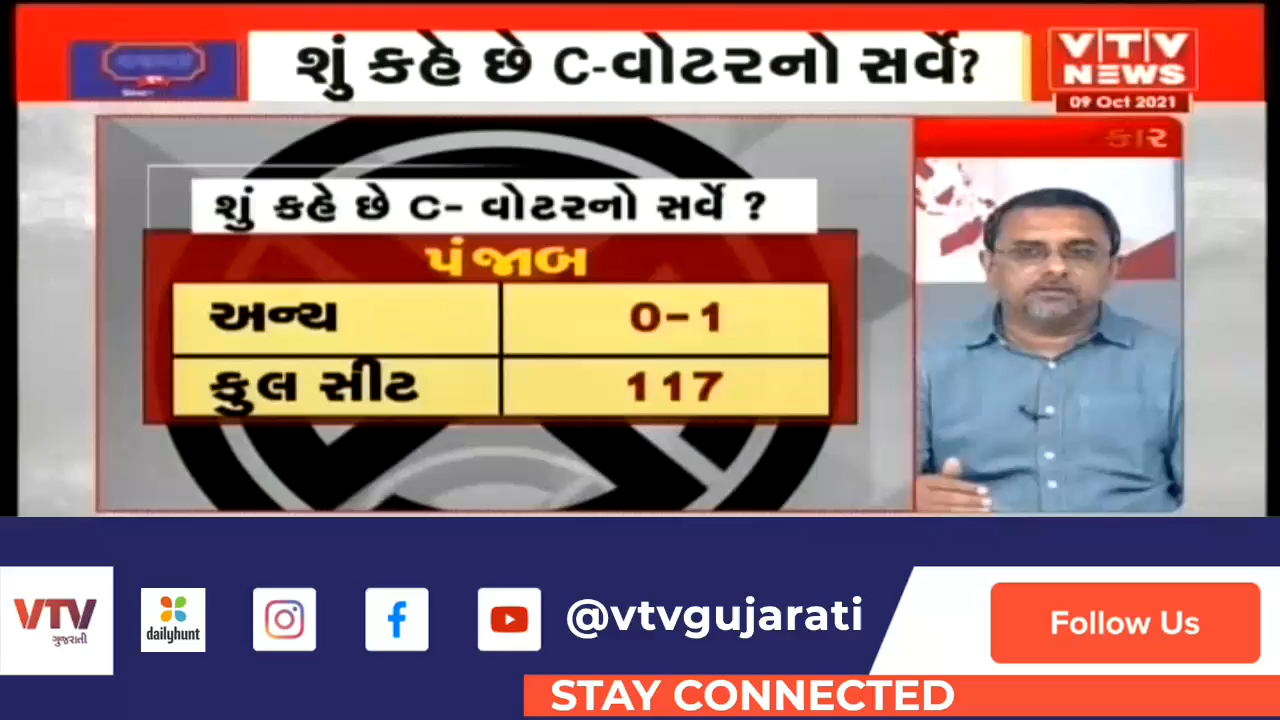 શું કહે છે C-વોટરનો સર્વે?
VTV
NEWS
09 Oct 2021
કાર
શું કહે છે C- વોટરનો સર્વે ?
પંજાબ
અન્ય 0-1
કુલ સીટ 117
VTV
ગુજરાતી
dailyhunt
@vtvgujarati
Follow Us
STAY CONNECTED